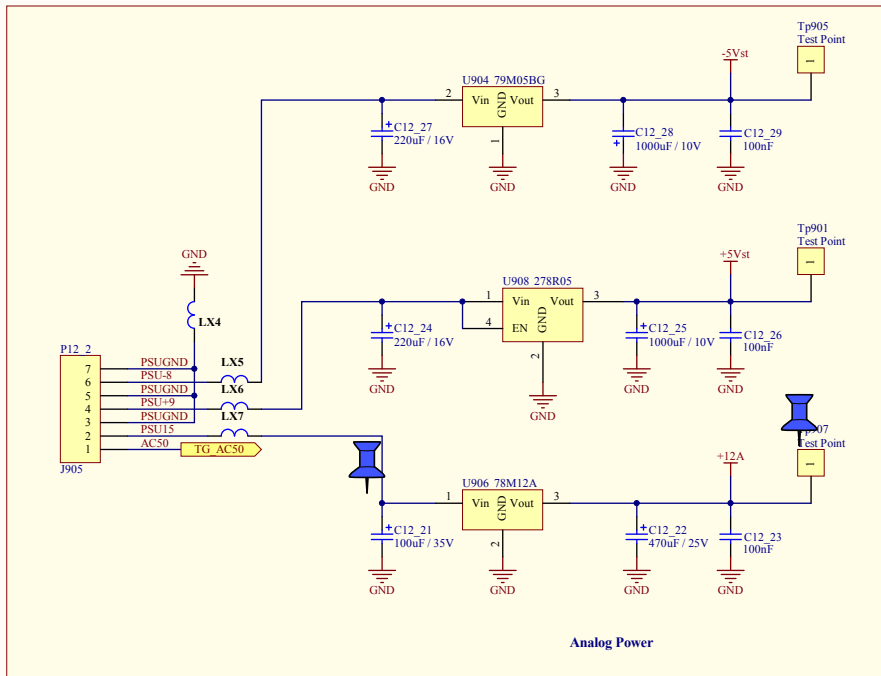 Tp905
Test Point
1
-5Vst
U904 79M05BG
2
Vin
GND
Vout
3
1
+
C12_27
220uF / 16V
GND
GND
+
C12_28
1000uF / 10V
GND
C12_29
100nF
GND
Tp901
Test Point
1
+5Vst
U908 278R05
1
Vin
Vout
3
4
EN
GND
2
+
C12_24
220uF / 16V
GND
GND
+
C12_25
1000uF / 10V
GND
C12_26
100nF
GND
GND
LX4
P12_2
7
PSUGND
LX5
6
PSU-8
LX6
5
PSUGND
4
PSU+9
LX7
3
PSUGND
2
PSU15
1
AC50
TG_AC50
J905
Test Point
1
+12A
U906 78M12A
1
Vin
GND
Vout
3
2
+
C12_21
100uF / 35V
GND
GND
+
C12_22
470uF / 25V
GND
C12_23
100nF
GND
Analog Power